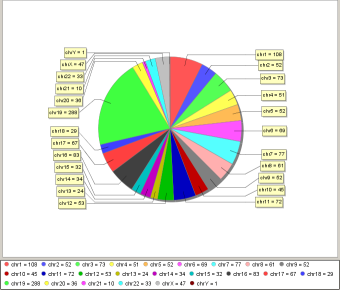 chrY = 1
chrX = 47
chr22 = 33
chr21 = 10
chr20 = 36
chr19 = 288
chr18 = 29
chr17 = 67
chr16 = 83
chr15 = 32
chr14 = 34
chr13 = 24
chr12 = 53
chr1 = 108
chr2 = 52
chr3 = 73
chr4 = 51
chr5 = 52
chr6 = 69
chr7 = 77
chr8 = 61
chr9 = 52
chr10 = 45
chr11 = 72
chr1 = 108 chr2 = 52 chr3 = 73 chr4 = 51 chr5 = 52 chr6 = 69 chr7 = 77 chr8 = 61 chr9 = 52
chr10 = 45 chr11 = 72 chr12 = 53 chr13 = 24 chr14 = 34 chr15 = 32 chr16 = 83 chr17 = 67 chr18 = 29
chr19 = 288 chr20 = 36 chr21 = 10 chr22 = 33 chrX = 47 chrY = 1